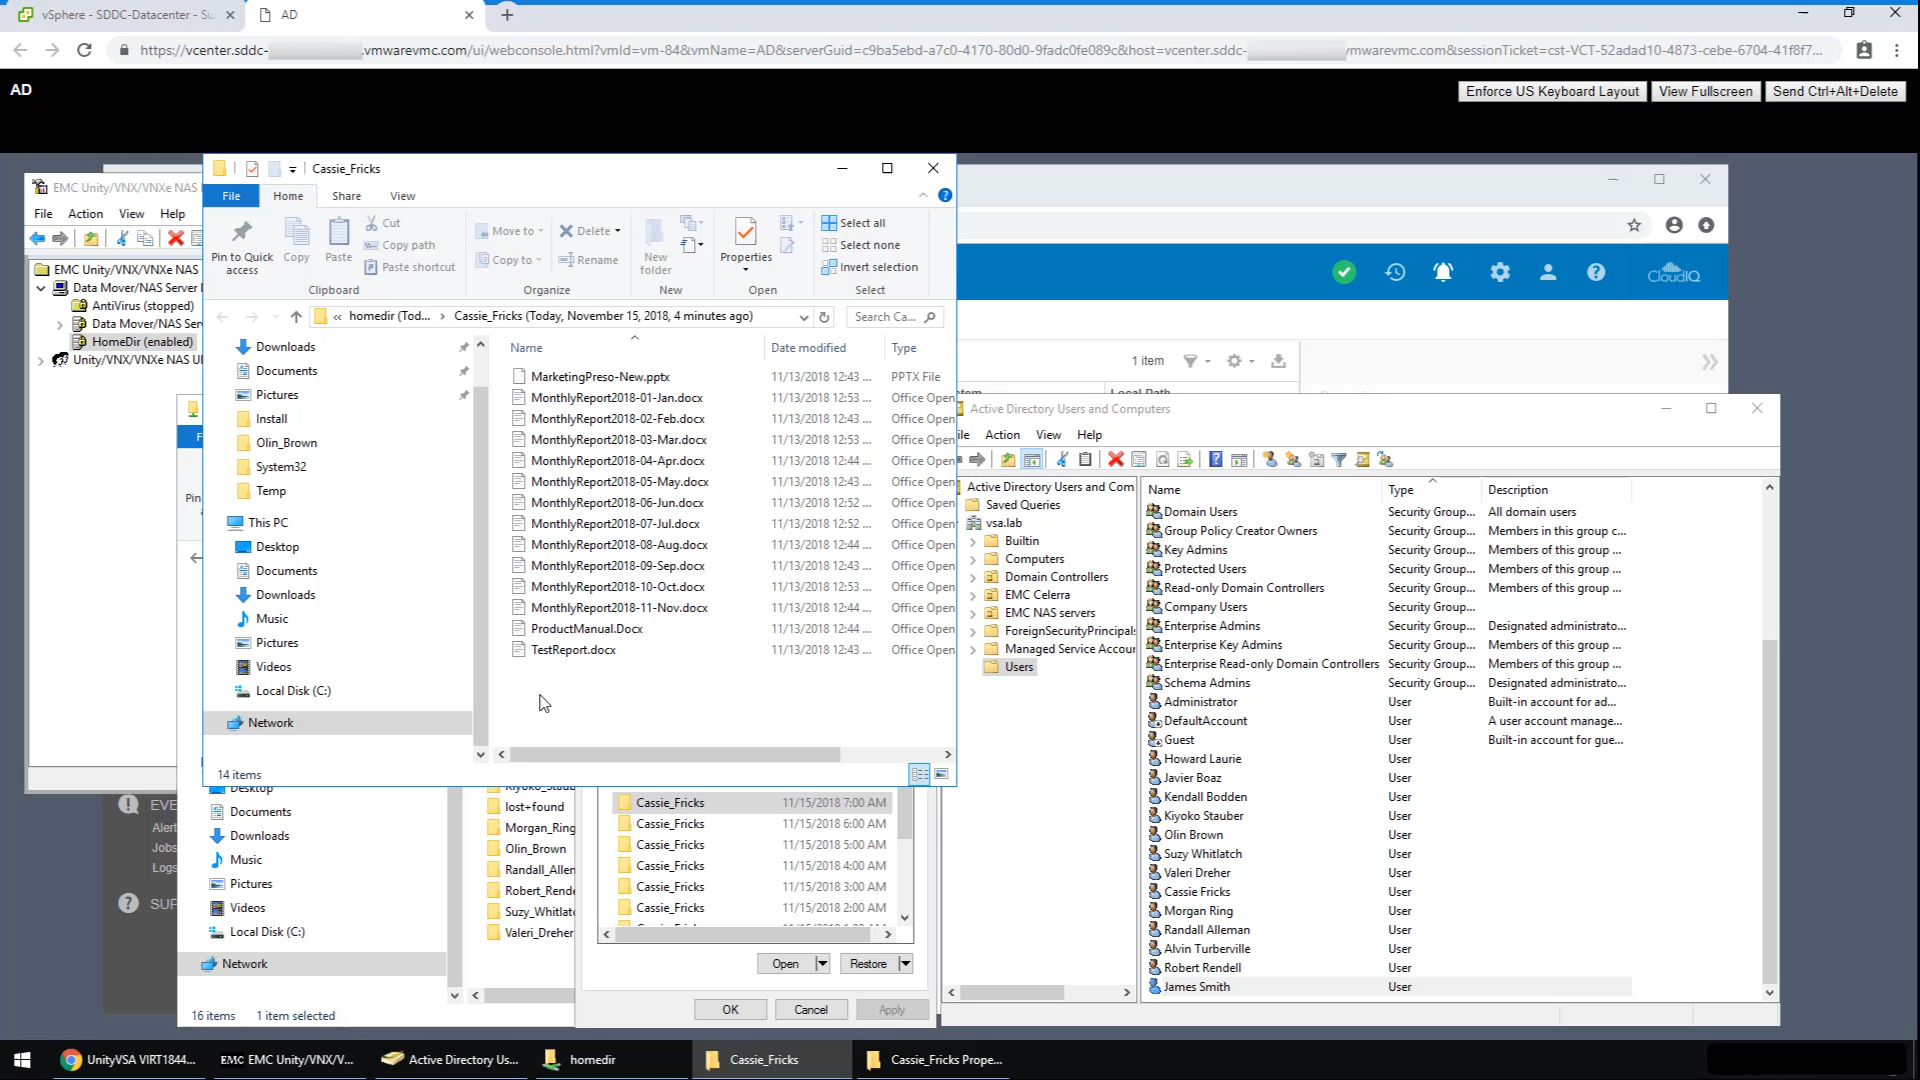 vSphere - SDDC-Datacenter - Su
AD
https://vcenter.sddc-
.vmwarevmc.com/ui/webconsole.html?vmId=vm-84&vmName=AD&serverGuid=c9ba5ebd-a7c0-4170-80d0-9fadc0fe089c&host=vcenter.sddc-
vmwarevmc.com&sessionTicket=cst-VCT-52adad10-4873-cebe-6704-41f8f7...
AD
Enforce US Keyboard Layout
View Fullscreen
Send Ctrl+Alt+Delete
EMC Unity/VNX/VNXe NAS
File Action View Help
EMC Unity/VNX/VNXe NAS
Data Mover/NAS Server
AntiVirus (stopped)
Data Mover/NAS Ser
HomeDir (enabled)
Unity/VNX/VNXe NAS U
Cassie_Fricks
File Home Share View
Pin to Quick
access
Copy
Paste
Cut
Copy path
Paste shortcut
Clipboard
Move to
Copy to
Delete
Rename
Organize
New
folder
New
Properties
Open
Select all
Select none
Invert selection
Select
« homedir (Tod... › Cassie_Fricks (Today, November 15, 2018, 4 minutes ago)
Search Ca...
Downloads
Documents
Pictures
Install
Olin_Brown
System32
Temp
This PC
Desktop
Documents
Downloads
Music
Pictures
Videos
Local Disk (C:)
Network
Name Date modified Type
MarketingPreso-New.pptx 11/13/2018 12:43 ... PPTX File
MonthlyReport2018-01-Jan.docx 11/13/2018 12:53 ... Office Open
MonthlyReport2018-02-Feb.docx 11/13/2018 12:43 ... Office Open
MonthlyReport2018-03-Mar.docx 11/13/2018 12:53 ... Office Open
MonthlyReport2018-04-Apr.docx 11/13/2018 12:44 ... Office Open
MonthlyReport2018-05-May.docx 11/13/2018 12:43 ... Office Open
MonthlyReport2018-06-Jun.docx 11/13/2018 12:52 ... Office Open
MonthlyReport2018-07-Jul.docx 11/13/2018 12:52 ... Office Open
MonthlyReport2018-08-Aug.docx 11/13/2018 12:44 ... Office Open
MonthlyReport2018-09-Sep.docx 11/13/2018 12:43 ... Office Open
MonthlyReport2018-10-Oct.docx 11/13/2018 12:53 ... Office Open
MonthlyReport2018-11-Nov.docx 11/13/2018 12:44 ... Office Open
ProductManual.Docx 11/13/2018 12:44 ... Office Open
TestReport.docx 11/13/2018 12:43 ... Office Open
14 items
CloudIQ
1 item
Local Path
Pin
F
Active Directory Users and Computers
ile Action View Help
Active Directory Users and Com
Saved Queries
vsa.lab
Builtin
Computers
Domain Controllers
EMC Celerra
EMC NAS servers
ForeignSecurityPrincipals
Managed Service Accour
Users
Name Type Description
Domain Users Security Group... All domain users
Group Policy Creator Owners Security Group... Members in this group c...
Key Admins Security Group... Members of this group ...
Protected Users Security Group... Members of this group ...
Read-only Domain Controllers Security Group... Members of this group ...
Company Users Security Group...
Enterprise Admins Security Group... Designated administrato...
Enterprise Key Admins Security Group... Members of this group ...
Enterprise Read-only Domain Controllers Security Group... Members of this group ...
Schema Admins Security Group... Designated administrato...
Administrator User Built-in account for ad...
DefaultAccount User A user account manage...
Guest User Built-in account for gue...
Howard Laurie User
Javier Boaz User
Kendall Bodden User
Kiyoko Stauber User
Olin Brown User
Suzy Whitlatch User
Valeri Dreher User
Cassie Fricks User
Morgan Ring User
Randall Alleman User
Alvin Turberville User
Robert Rendell User
James Smith User
EVE
Alert
Jobs
Logs
SUP
Desktop
Documents
Downloads
Music
Pictures
Videos
Local Disk (C:)
Network
16 items 1 item selected
Kiyoko_Staub
lost+found
Morgan_Ring
Olin_Brown
Randall_Allen
Robert_Rende
Suzy_Whitlatc
Valeri_Dreher
Cassie_Fricks 11/15/2018 7:00 AM
Cassie_Fricks 11/15/2018 6:00 AM
Cassie_Fricks 11/15/2018 5:00 AM
Cassie_Fricks 11/15/2018 4:00 AM
Cassie_Fricks 11/15/2018 3:00 AM
Cassie_Fricks 11/15/2018 2:00 AM
Open
Restore
OK
Cancel
Apply
UnityVSA VIRT1844...
EMC EMC Unity/VNX/V...
Active Directory Us...
homedir
Cassie_Fricks
Cassie_Fricks Prope...